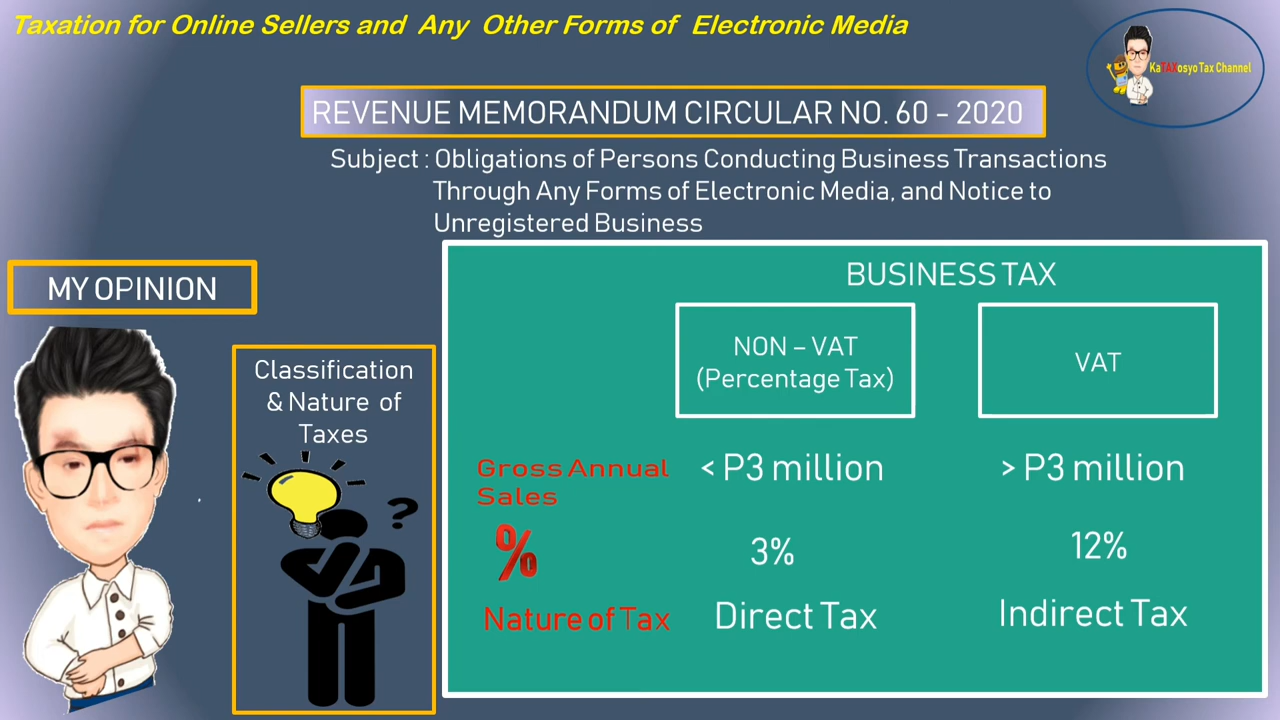 Taxation for Online Sellers and Any Other Forms of Electronic Media
KaTAXosyo Tax Channel
REVENUE MEMORANDUM CIRCULAR NO. 60 - 2020
Subject : Obligations of Persons Conducting Business Transactions
Through Any Forms of Electronic Media, and Notice to
Unregistered Business
MY OPINION
Classification
& Nature of
Taxes
?
BUSINESS TAX
NON – VAT
(Percentage Tax)
VAT
Gross Annual
Sales
< P3 million
> P3 million
%
3%
12%
Nature of Tax
Direct Tax
Indirect Tax